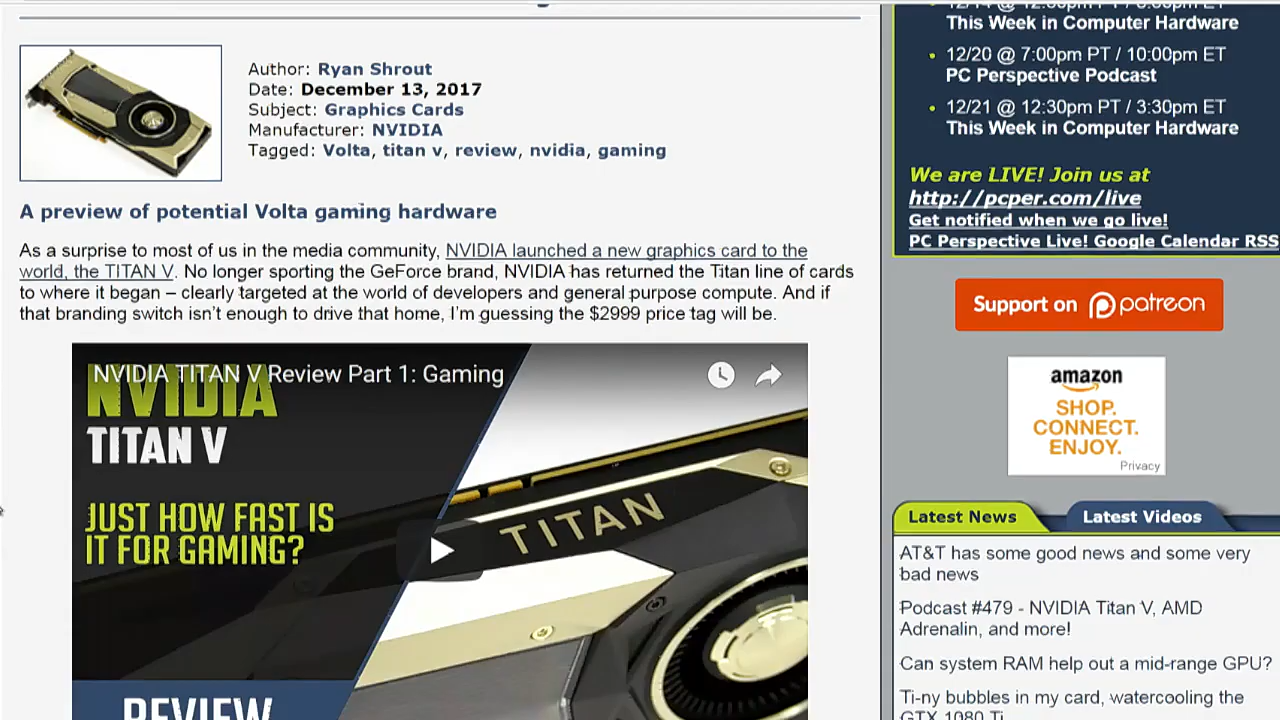 Author: Ryan Shrout
Date: December 13, 2017
Subject: Graphics Cards
Manufacturer: NVIDIA
Tagged: Volta, titan v, review, nvidia, gaming
A preview of potential Volta gaming hardware
As a surprise to most of us in the media community, NVIDIA launched a new graphics card to the
world, the TITAN V. No longer sporting the GeForce brand, NVIDIA has returned the Titan line of cards
to where it began – clearly targeted at the world of developers and general purpose compute. And if
that branding switch isn't enough to drive that home, I'm guessing the $2999 price tag will be.
NVIDIA TITAN V Review Part 1: Gaming
NVIDIA
TITAN V
JUST HOW FAST IS
IT FOR GAMING?
TITAN
REVIEW
This Week in Computer Hardware
12/20 @ 7:00pm PT / 10:00pm ET
PC Perspective Podcast
12/21 @ 12:30pm PT / 3:30pm ET
This Week in Computer Hardware
We are LIVE! Join us at
http://pcper.com/live
Get notified when we go live!
PC Perspective Live! Google Calendar RSS
Support on patreon
amazon
SHOP.
CONNECT.
ENJOY.
Privacy
Latest News
Latest Videos
AT&T has some good news and some very
bad news
Podcast #479 - NVIDIA Titan V, AMD
Adrenalin, and more!
Can system RAM help out a mid-range GPU?
Ti-ny bubbles in my card, watercooling the
GTX 1080 Ti